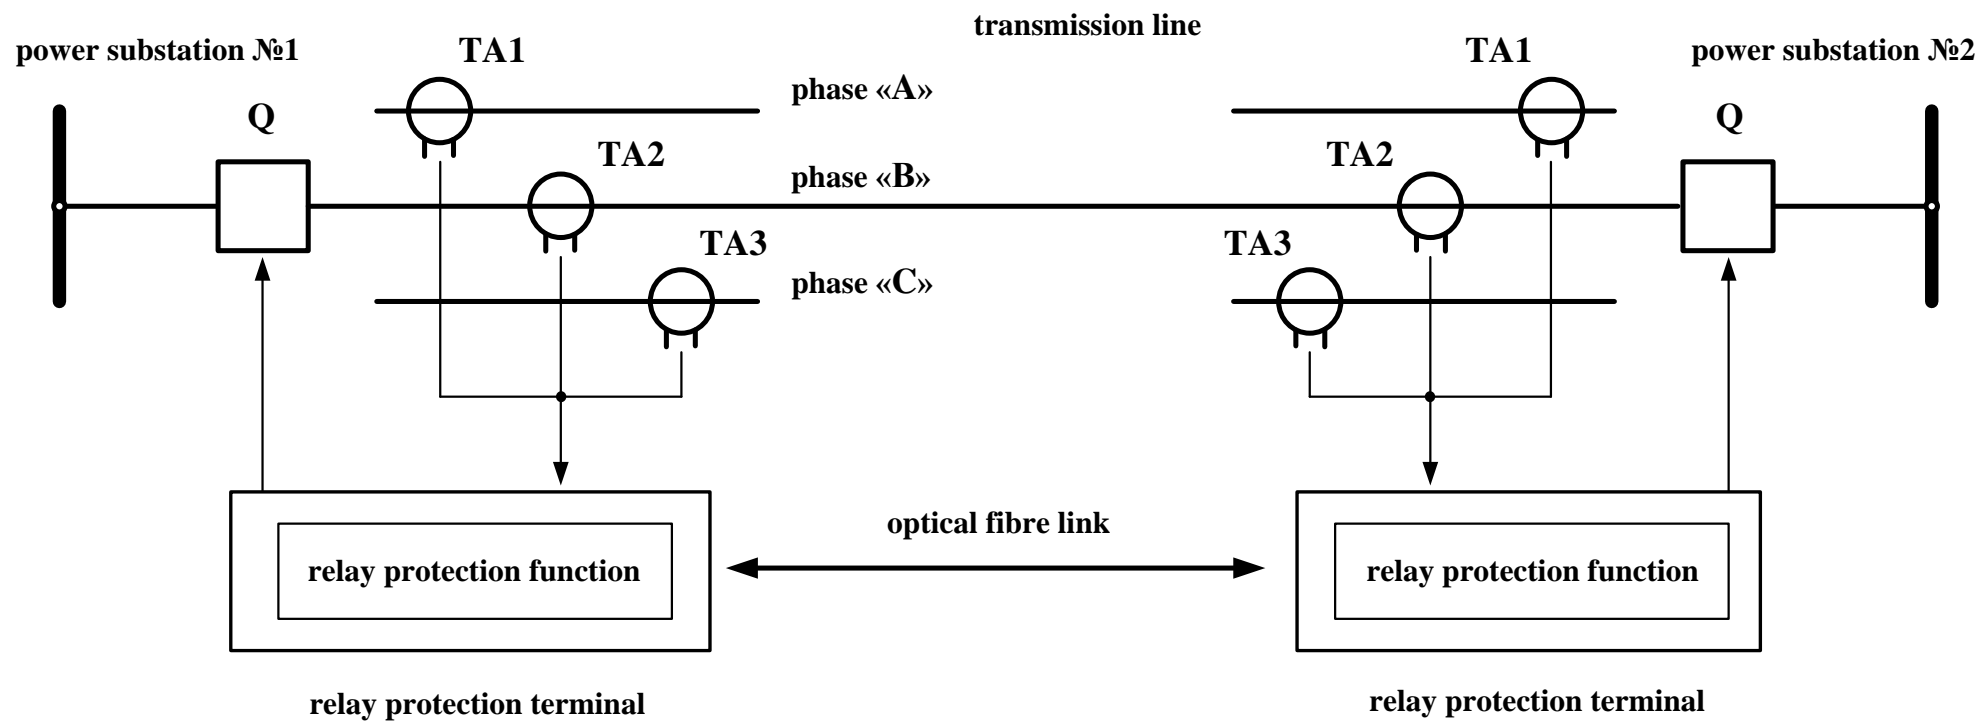 transmission line
power substation №1
TA1
TA1
power substation №2
phase «A»
Q
Q
TA2
TA2
phase «B»
TA3
TA3
phase «C»
optical fibre link
relay protection function
relay protection function
relay protection terminal
relay protection terminal